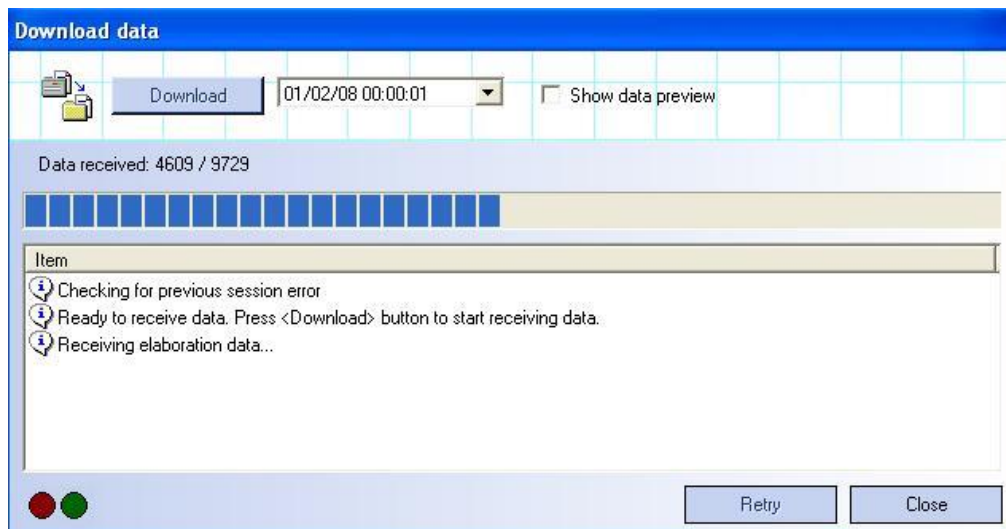 Download data
Download 01/02/08 00:00:01 Show data preview
Data received: 4609 / 9729
Item
Checking for previous session error
Ready to receive data. Press <Download> button to start receiving data.
Receiving elaboration data...
Retry Close